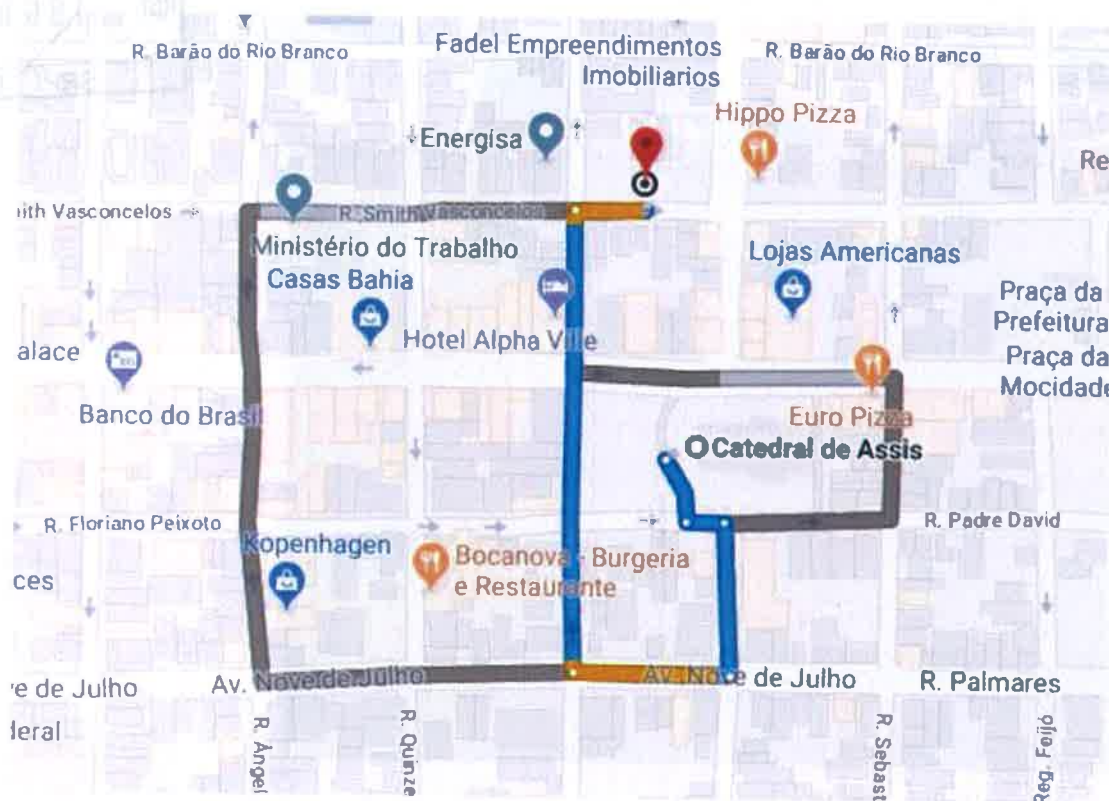 R. Barão do Rio Branco
Fadel Empreendimentos
Imobiliarios
R. Barão do Rio Branco
Hippo Pizza
Energisa
Re
ith Vasconcelos
R. Smith Vasconcelos
Ministério do Trabalho
Casas Bahia
Lojas Americanas
Praça da
Prefeitura
Praça da
Mocidade
Hotel Alpha Ville
alace
Banco do Brasil
Euro Pizza
Catedral de Assis
R. Floriano Peixoto
R. Padre David
Kopenhagen
Bocanova - Burgeria
e Restaurante
ces
e de Julho
Av. Nove de Julho
Av. Nove de Julho
R. Palmares
deral
R. Ângel
R. Quinze
R. Sebast
Reg. Feijó